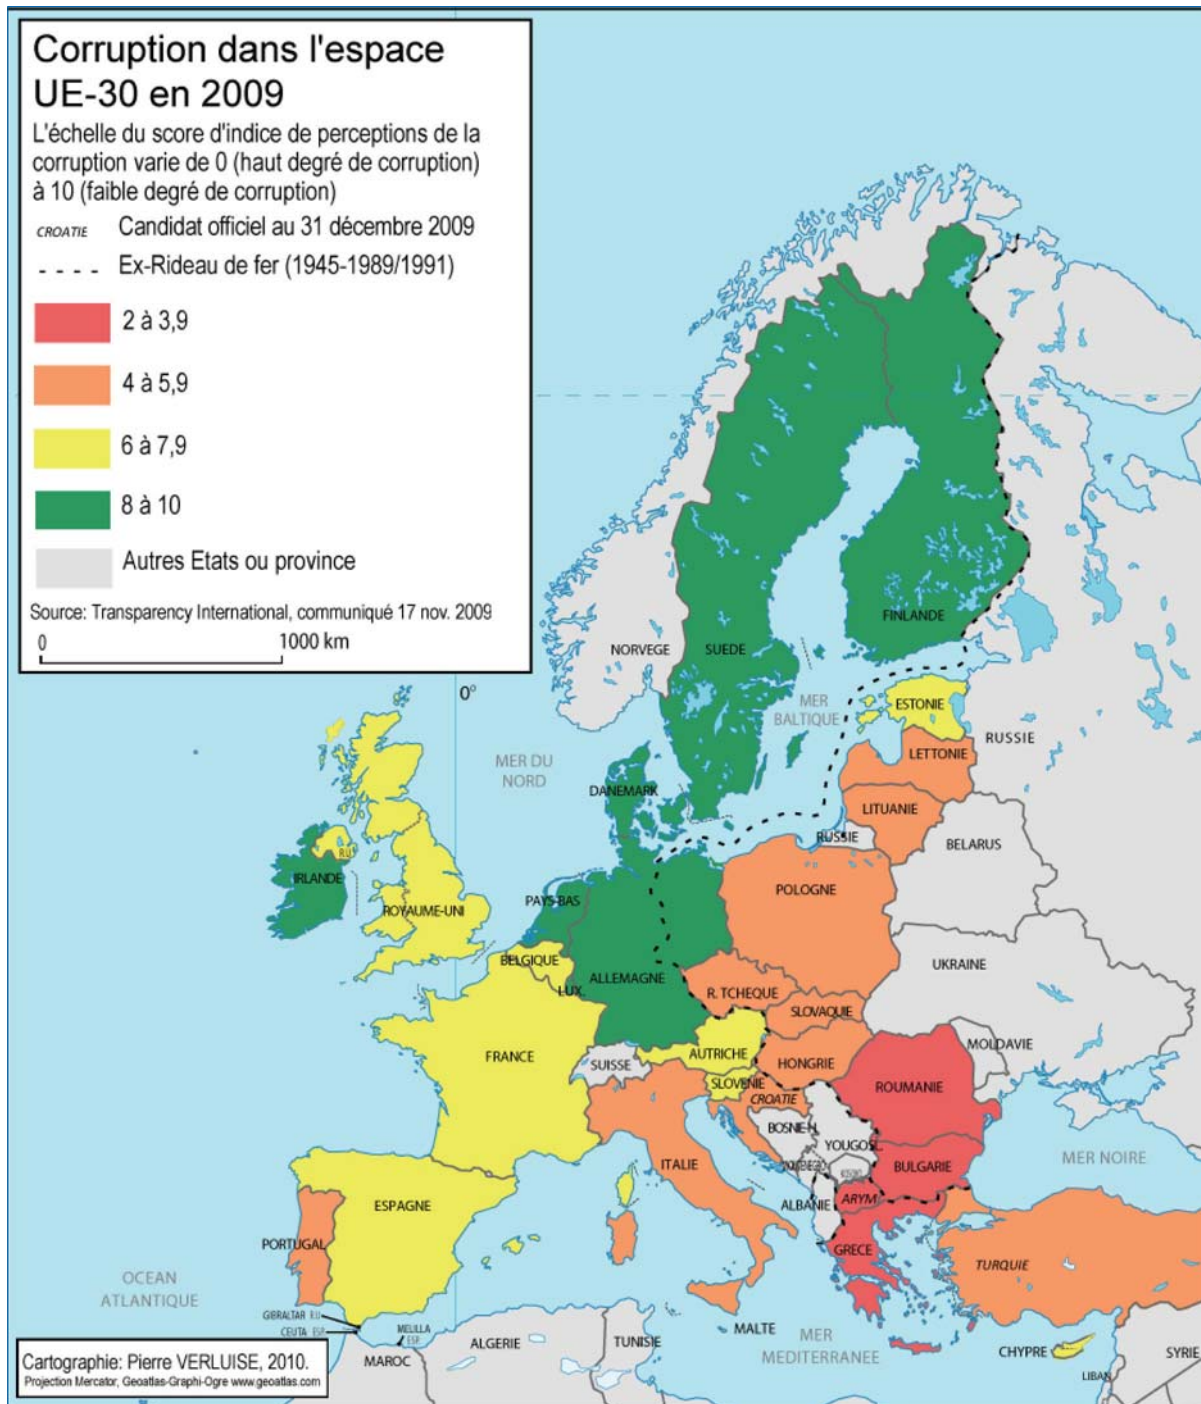 Corruption dans l'espace
UE-30 en 2009
L'échelle du score d'indice de perceptions de la
corruption varie de 0 (haut degré de corruption)
à 10 (faible degré de corruption)
CROATIE Candidat officiel au 31 décembre 2009
Ex-Rideau de fer (1945-1989/1991)
2 à 3,9
4 à 5,9
6 à 7,9
8 à 10
Autres Etats ou province
Source: Transparency International, communiqué 17 nov. 2009
0 1000 km
0°
NORVEGE
SUEDE
FINLANDE
MER
BALTIQUE
ESTONIE
RUSSIE
LETTONIE
MER DU
NORD
DANEMARK
LITUANIE
RUSSIE
BELARUS
R.U.
IRLANDE
ROYAUME-UNI
PAYS-BAS
POLOGNE
BELGIQUE
UKRAINE
LUX.
ALLEMAGNE
R. TCHEQUE
SLOVAQUIE
FRANCE
SUISSE
AUTRICHE
HONGRIE
MOLDAVIE
SLOVENIE
CROATIE
ROUMANIE
BOSNIE-H.
YOUGOSL.
ITALIE
KOSOVO
BULGARIE
MER NOIRE
ESPAGNE
ALBANIE
ARYM
PORTUGAL
GRECE
TURQUIE
OCEAN
ATLANTIQUE
GIBRALTAR R.U.
CEUTA ESP.
MELILLA
ESP.
MAROC
ALGERIE
TUNISIE
MALTE
MER
MEDITERRANEE
CHYPRE
SYRIE
LIBAN
Cartographie: Pierre VERLUISE, 2010.
Projection Mercator, Geoatlas-Graphi-Ogre www.geoatlas.com